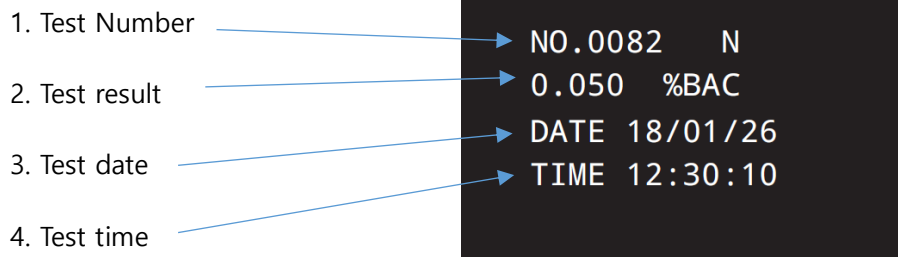 1. Test Number
2. Test result
3. Test date
4. Test time
NO.0082 N
0.050 %BAC
DATE 18/01/26
TIME 12:30:10